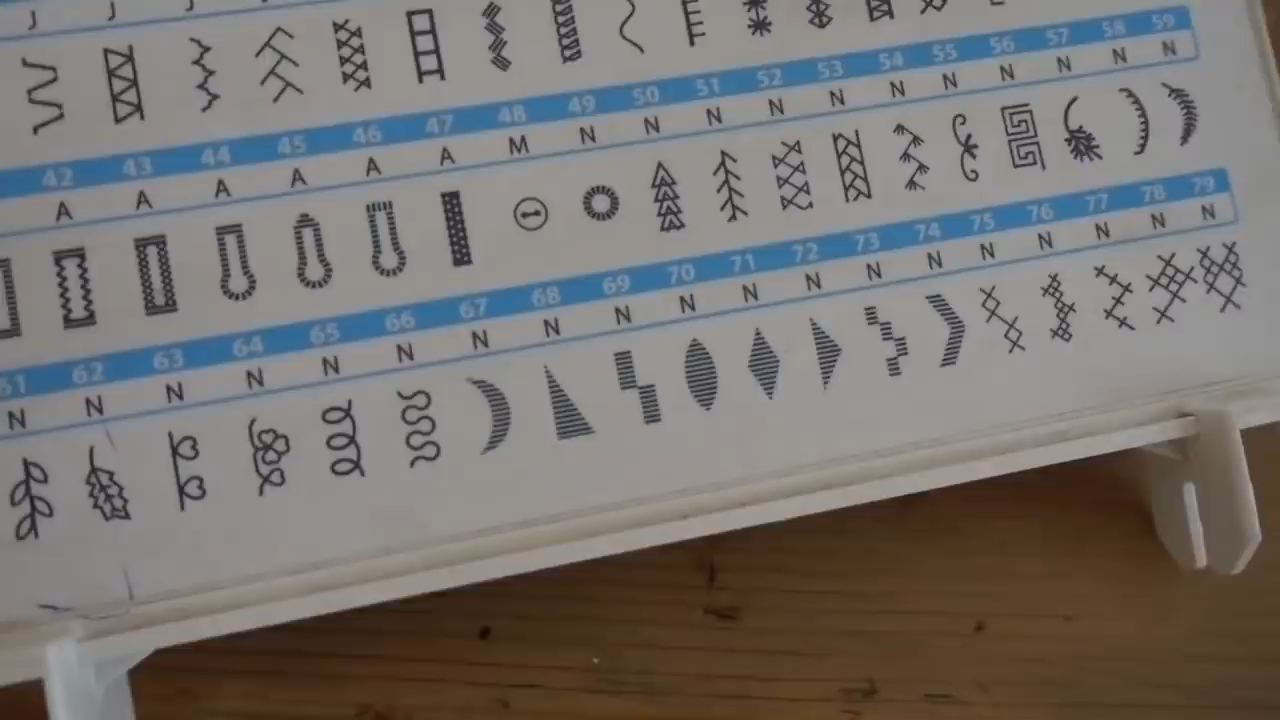 J J J
42 43 44 45 46 47 48 49 50 51 52 53 54 55 56 57 58 59
A A A A A A M N N N N N N N N N N N
61 62 63 64 65 66 67 68 69 70 71 72 73 74 75 76 77 78 79
N N N N N N N N N N N N N N N N N N N